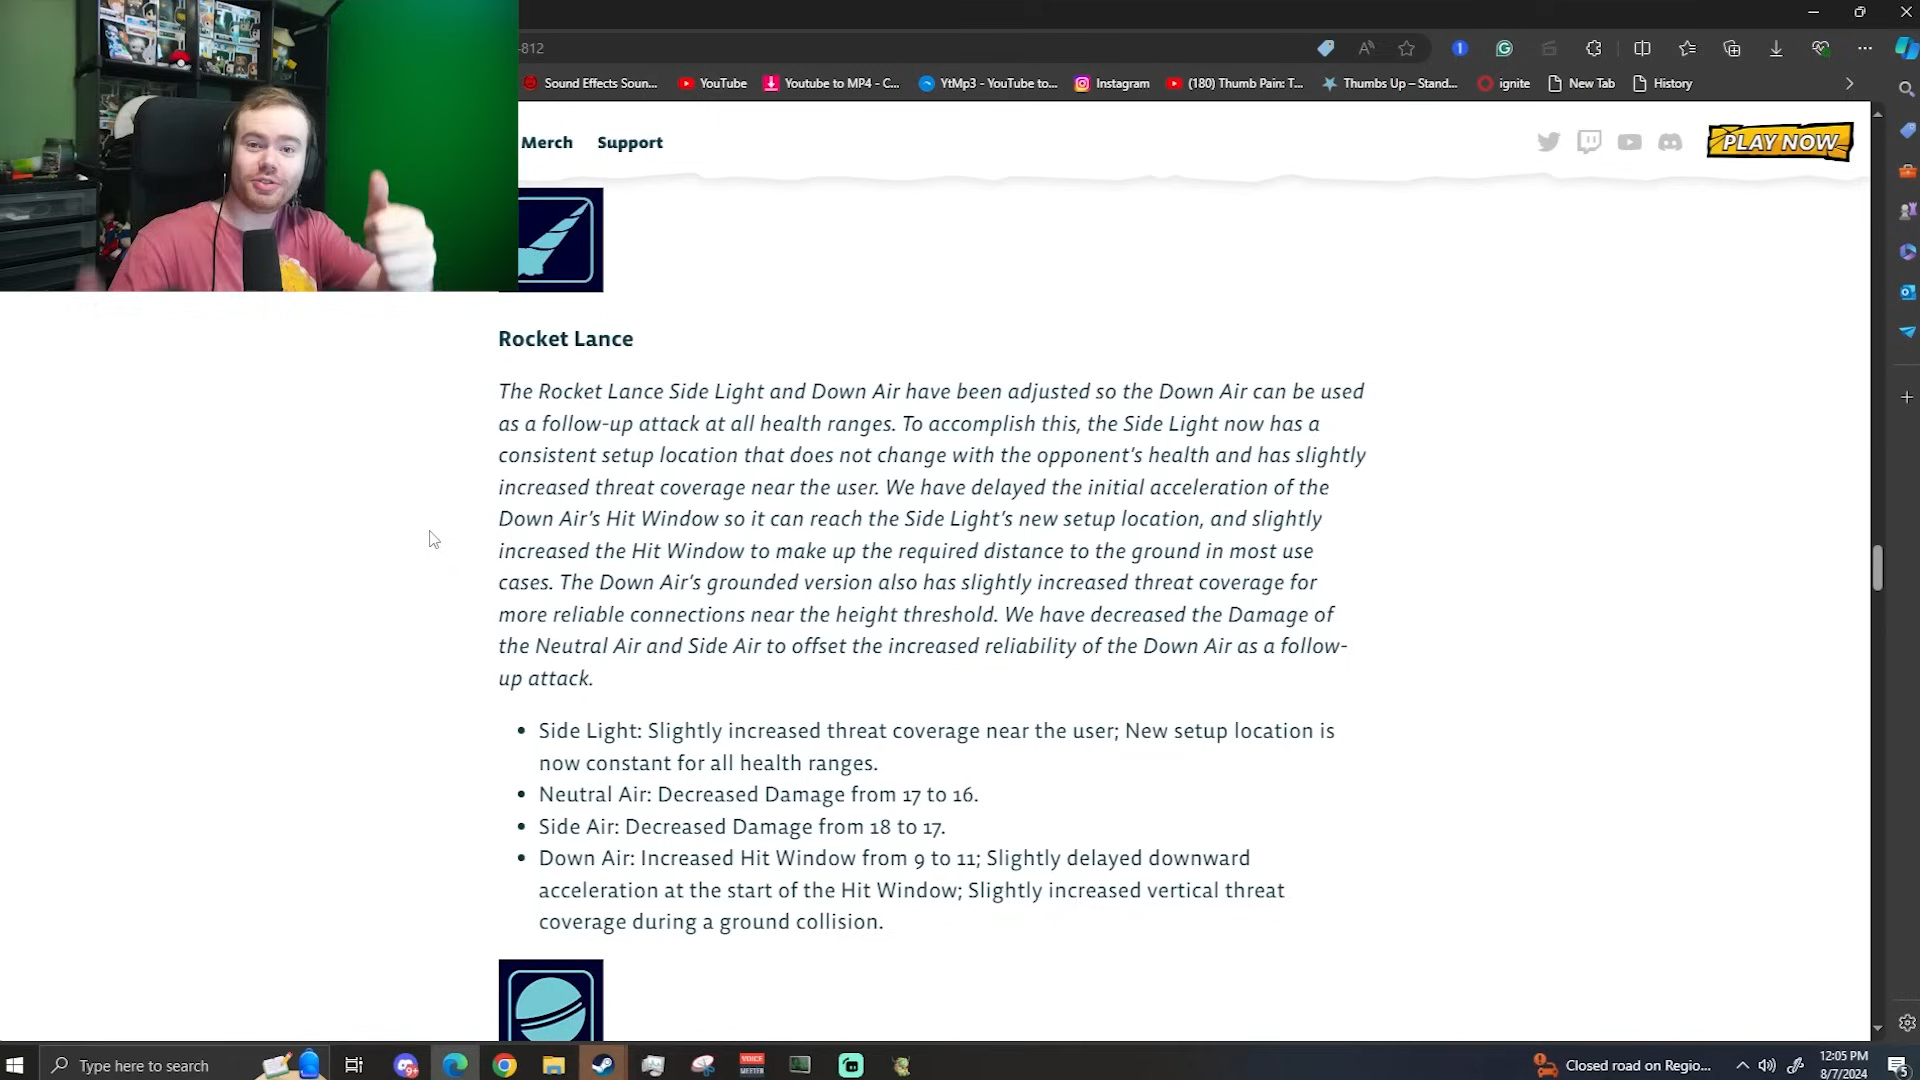 -812
Sound Effects Soun...
YouTube
Youtube to MP4 - C...
YtMp3 - YouTube to...
Instagram
(180) Thumb Pain: T...
Thumbs Up – Stand...
ignite
New Tab
History
Merch
Support
PLAY NOW
Rocket Lance
The Rocket Lance Side Light and Down Air have been adjusted so the Down Air can be used
as a follow-up attack at all health ranges. To accomplish this, the Side Light now has a
consistent setup location that does not change with the opponent's health and has slightly
increased threat coverage near the user. We have delayed the initial acceleration of the
Down Air's Hit Window so it can reach the Side Light's new setup location, and slightly
increased the Hit Window to make up the required distance to the ground in most use
cases. The Down Air's grounded version also has slightly increased threat coverage for
more reliable connections near the height threshold. We have decreased the Damage of
the Neutral Air and Side Air to offset the increased reliability of the Down Air as a follow-
up attack.
• Side Light: Slightly increased threat coverage near the user; New setup location is
now constant for all health ranges.
• Neutral Air: Decreased Damage from 17 to 16.
• Side Air: Decreased Damage from 18 to 17.
• Down Air: Increased Hit Window from 9 to 11; Slightly delayed downward
acceleration at the start of the Hit Window; Slightly increased vertical threat
coverage during a ground collision.
Type here to search
9+
VOICE
MEETER
Closed road on Regio...
12:05 PM
8/7/2024
5